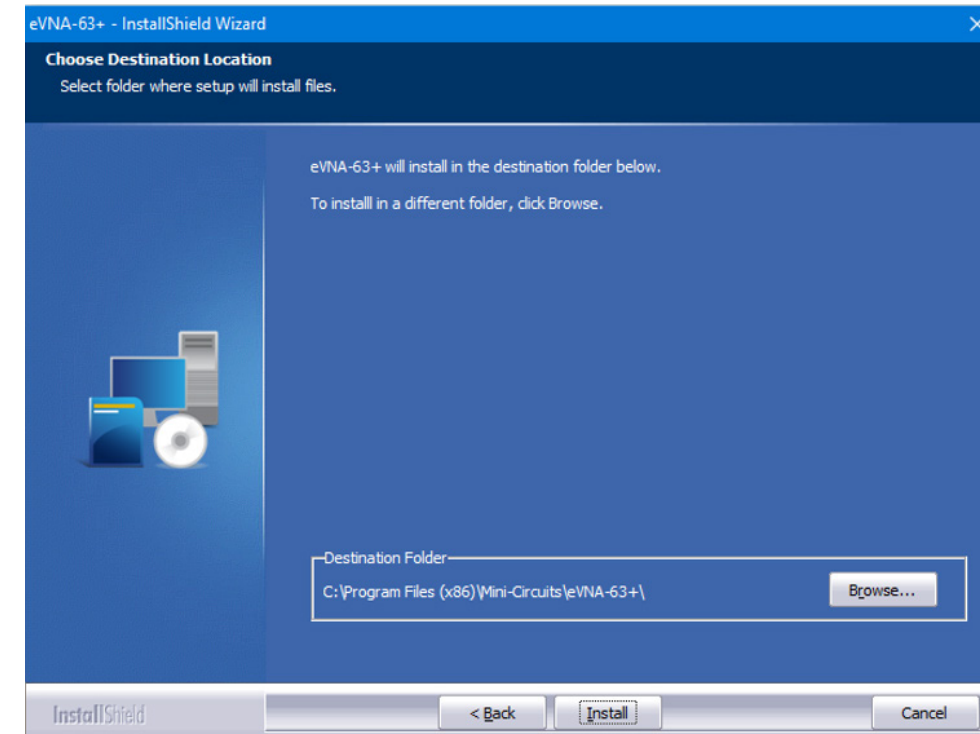 eVNA-63+ - InstallShield Wizard
Choose Destination Location
Select folder where setup will install files.
eVNA-63+ will install in the destination folder below.
To installl in a different folder, click Browse.
Destination Folder
C:\Program Files (x86)\Mini-Circuits\eVNA-63+\
Browse...
InstallShield
< Back
Install
Cancel